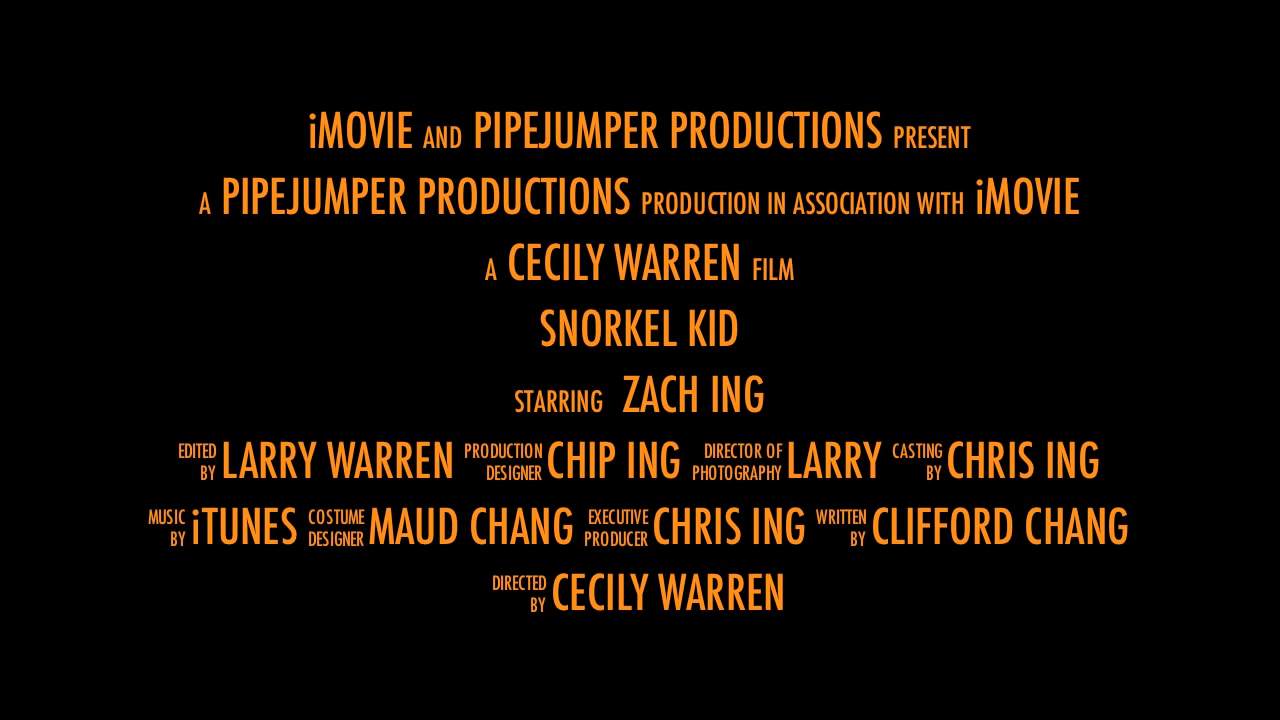 iMOVIE AND PIPEJUMPER PRODUCTIONS PRESENT
A PIPEJUMPER PRODUCTIONS PRODUCTION IN ASSOCIATION WITH iMOVIE
A CECILY WARREN FILM
SNORKEL KID
STARRING ZACH ING
EDITED BY LARRY WARREN PRODUCTION DESIGNER CHIP ING DIRECTOR OF PHOTOGRAPHY LARRY CASTING BY CHRIS ING
MUSIC BY iTUNES COSTUME DESIGNER MAUD CHANG EXECUTIVE PRODUCER CHRIS ING WRITTEN BY CLIFFORD CHANG
DIRECTED BY CECILY WARREN